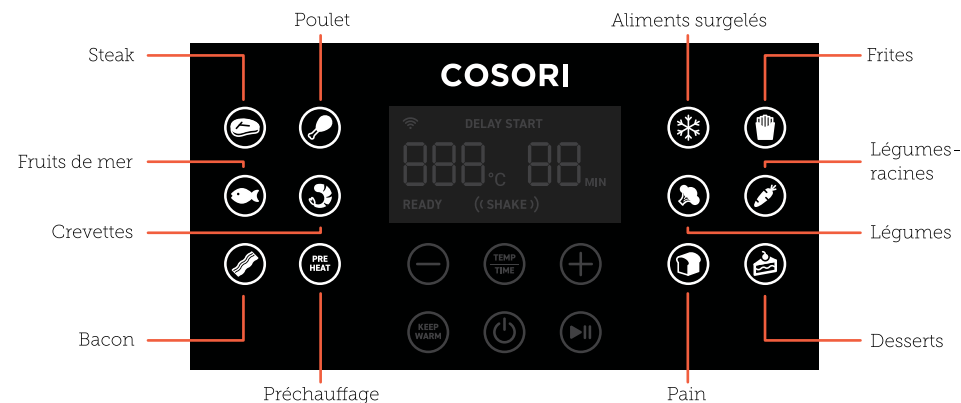 Poulet
Aliments surgelés
Steak
Frites
COSORI
DELAY START
888 °C 88 MIN
READY ((SHAKE))
Fruits de mer
Légumes-
racines
Crevettes
Légumes
PRE
HEAT
TEMP
TIME
KEEP
WARM
Bacon
Desserts
Préchauffage
Pain